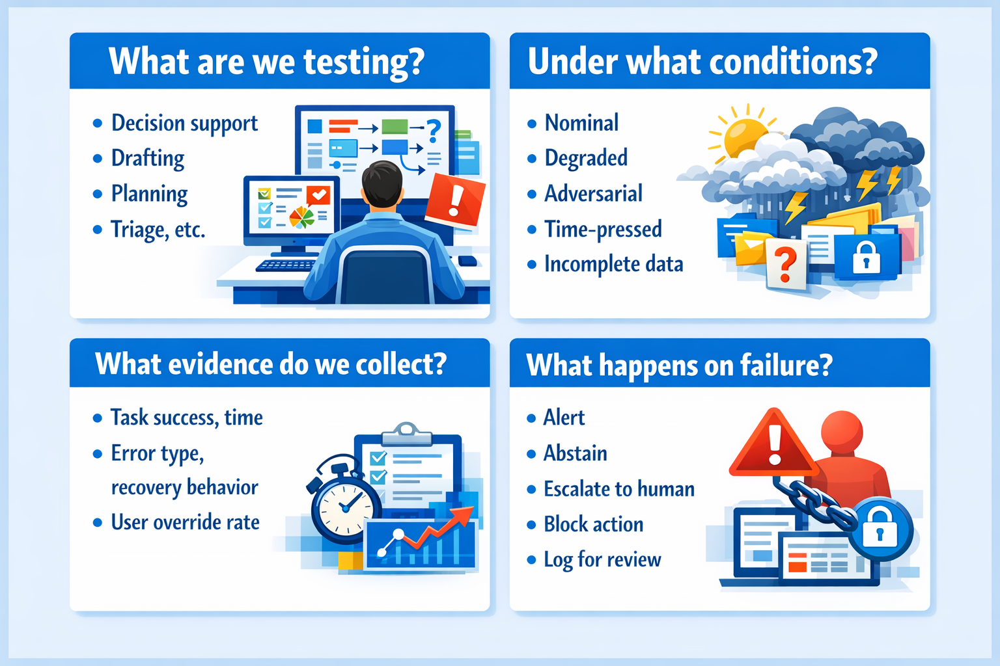 What are we testing?
• Decision support
• Drafting
• Planning
• Triage, etc.
?
!
Under what conditions?
• Nominal
• Degraded
• Adversarial
• Time-pressed
• Incomplete data
?
What evidence do we collect?
• Task success, time
• Error type,
recovery behavior
• User override rate
What happens on failure?
• Alert
• Abstain
• Escalate to human
• Block action
• Log for review
!